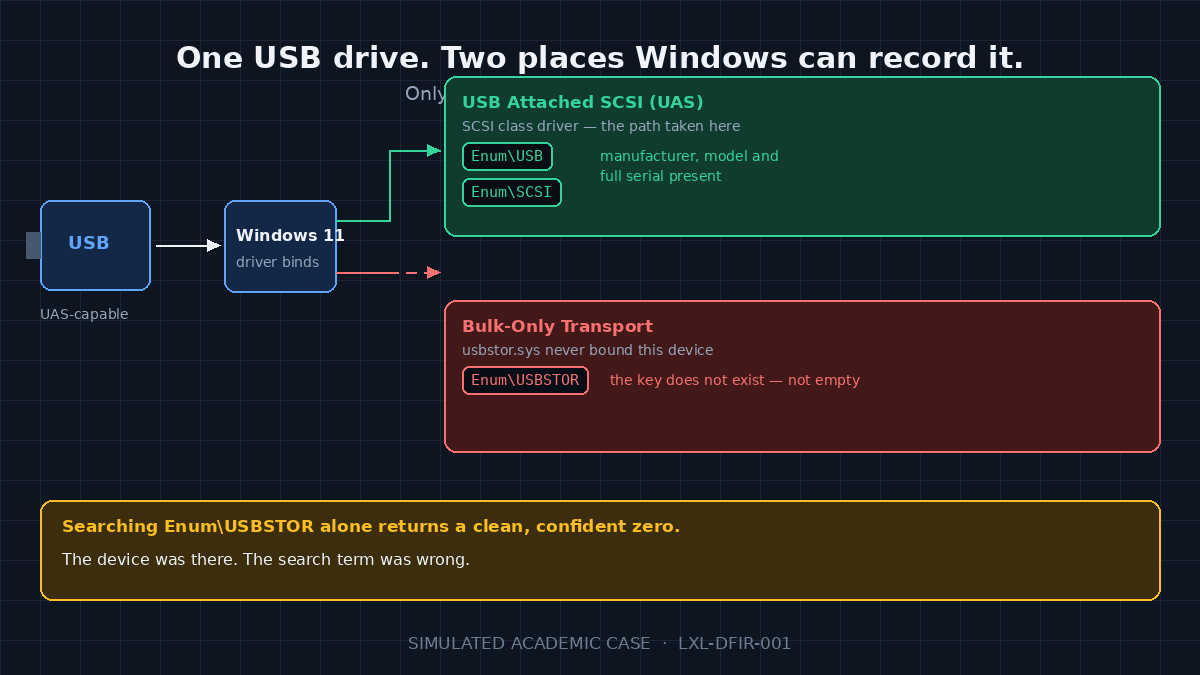 One USB drive. Two places Windows can record it.
Only
USB Attached SCSI (UAS)
SCSI class driver — the path taken here
Enum\USB
manufacturer, model and
full serial present
Enum\SCSI
USB
Windows 11
driver binds
UAS-capable
Bulk-Only Transport
usbstor.sys never bound this device
Enum\USBSTOR
the key does not exist — not empty
Searching Enum\USBSTOR alone returns a clean, confident zero.
The device was there. The search term was wrong.
SIMULATED ACADEMIC CASE · LXL-DFIR-001